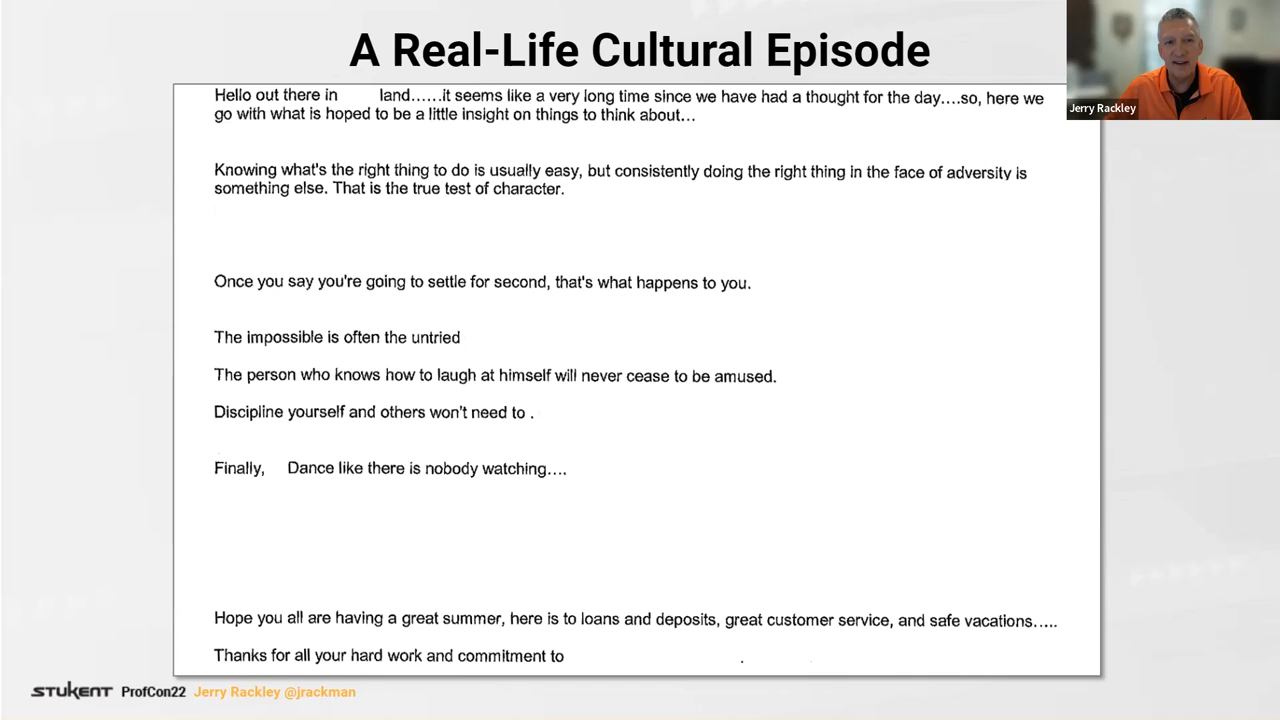 A Real-Life Cultural Episode
Jerry Rackley
Hello out there in land......it seems like a very long time since we have had a thought for the day....so, here we
go with what is hoped to be a little insight on things to think about...
Knowing what's the right thing to do is usually easy, but consistently doing the right thing in the face of adversity is
something else. That is the true test of character.
Once you say you're going to settle for second, that's what happens to you.
The impossible is often the untried
The person who knows how to laugh at himself will never cease to be amused.
Discipline yourself and others won't need to .
Finally, Dance like there is nobody watching....
Hope you all are having a great summer, here is to loans and deposits, great customer service, and safe vacations.....
Thanks for all your hard work and commitment to .
STUKENT ProfCon22 Jerry Rackley @jrackman